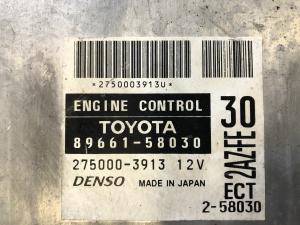 *2750003913U*
ENGINE CONTROL
TOYOTA
89661-58030
275000-3913 12V
DENSO MADE IN JAPAN
30
2AZ-FE
ECT
2-58030